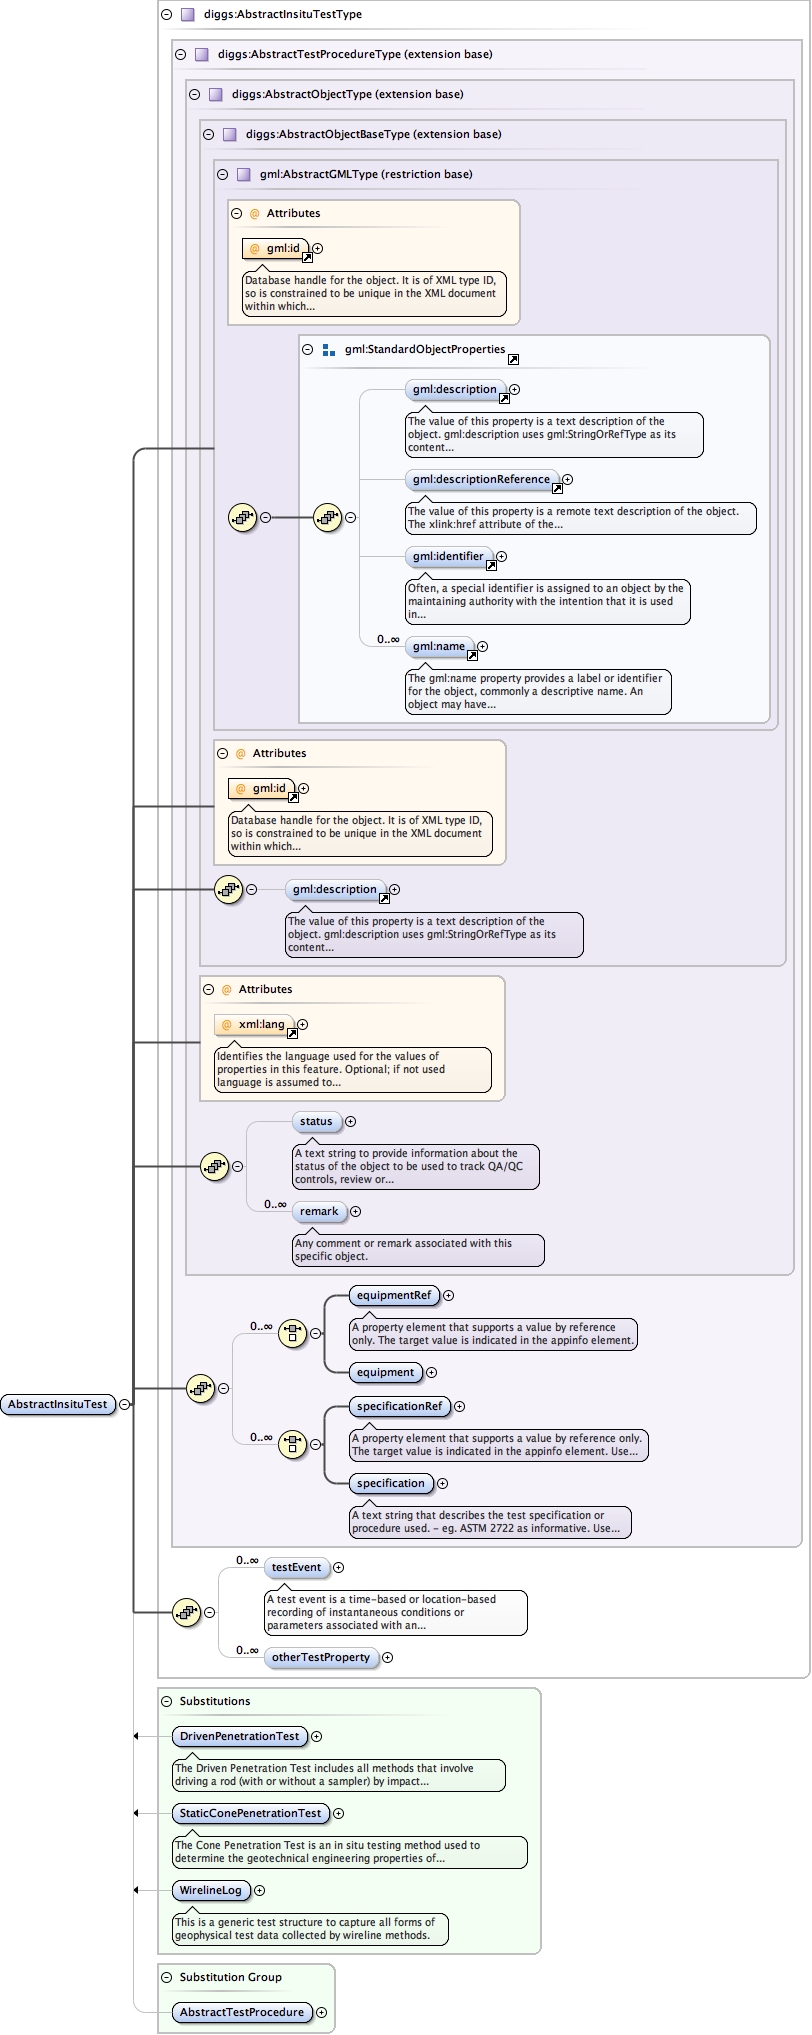 diggs:AbstractInsituTestType
diggs:AbstractTestProcedureType (extension base)
diggs:AbstractObjectType (extension base)
diggs:AbstractObjectBaseType (extension base)
gml:AbstractGMLType (restriction base)
@ Attributes
@ gml:id
Database handle for the object. It is of XML type ID,
so is constrained to be unique in the XML document
within which...
gml:StandardObjectProperties
gml:description
The value of this property is a text description of the
object. gml:description uses gml:StringOrRefType as its
content...
gml:descriptionReference
The value of this property is a remote text description of the object.
The xlink:href attribute of the...
gml:identifier
Often, a special identifier is assigned to an object by the
maintaining authority with the intention that it is used
in...
0..∞
gml:name
The gml:name property provides a label or identifier
for the object, commonly a descriptive name. An
object may have...
@ Attributes
@ gml:id
Database handle for the object. It is of XML type ID,
so is constrained to be unique in the XML document
within which...
gml:description
The value of this property is a text description of the
object. gml:description uses gml:StringOrRefType as its
content...
@ Attributes
@ xml:lang
Identifies the language used for the values of
properties in this feature. Optional; if not used
language is assumed to...
status
A text string to provide information about the
status of the object to be used to track QA/QC
controls, review or...
0..∞
remark
Any comment or remark associated with this
specific object.
equipmentRef
0..∞
A property element that supports a value by reference
only. The target value is indicated in the appinfo element.
equipment
AbstractInsituTest
specificationRef
0..∞
A property element that supports a value by reference only.
The target value is indicated in the appinfo element. Use...
specification
A text string that describes the test specification or
procedure used. - eg. ASTM 2722 as informative. Use...
0..∞
testEvent
A test event is a time-based or location-based
recording of instantaneous conditions or
parameters associated with an...
0..∞
otherTestProperty
Substitutions
DrivenPenetrationTest
The Driven Penetration Test includes all methods that involve
driving a rod (with or without a sampler) by impact...
StaticConePenetrationTest
The Cone Penetration Test is an in situ testing method used to
determine the geotechnical engineering properties of...
WirelineLog
This is a generic test structure to capture all forms of
geophysical test data collected by wireline methods.
Substitution Group
AbstractTestProcedure